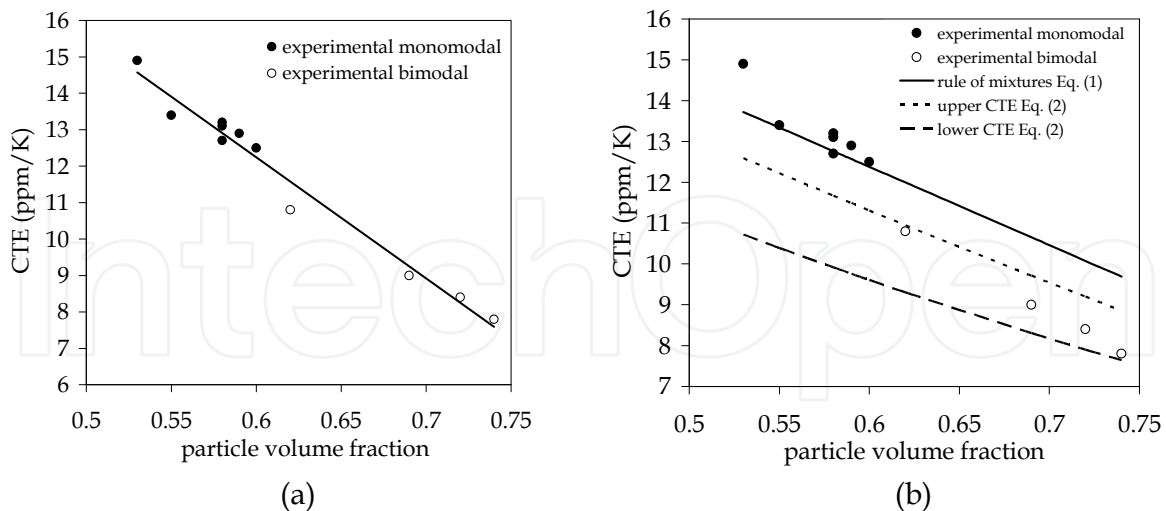 16
15
14
13
12
11
10
9
8
7
6
CTE (ppm/K)
experimental monomodal
experimental bimodal
0.5 0.55 0.6 0.65 0.7 0.75
particle volume fraction
(a)
16
15
14
13
12
11
10
9
8
7
CTE (ppm/K)
experimental monomodal
experimental bimodal
rule of mixtures Eq. (1)
upper CTE Eq. (2)
lower CTE Eq. (2)
0.5 0.55 0.6 0.65 0.7 0.75
particle volume fraction
(b)
IntechOpen